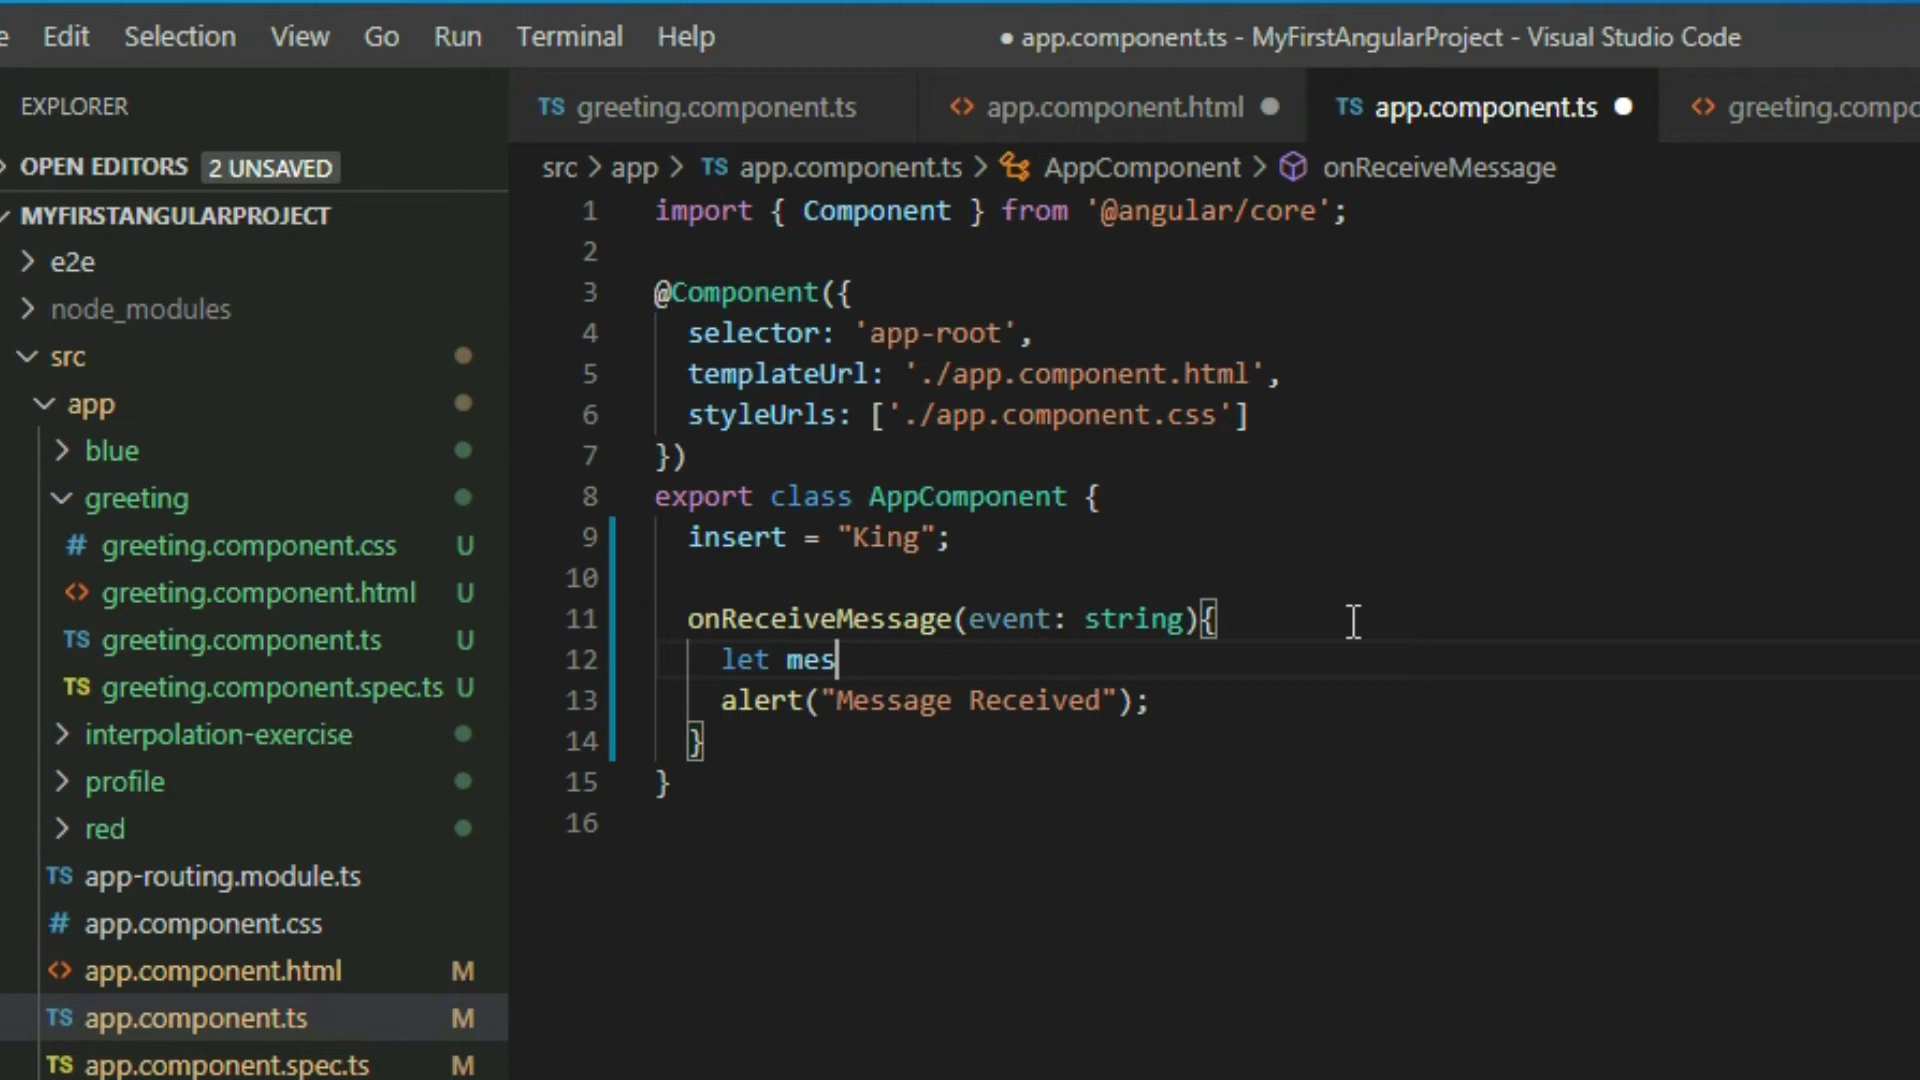 Edit Selection View Go Run Terminal Help
● app.component.ts - MyFirstAngularProject - Visual Studio Code
EXPLORER
OPEN EDITORS 2 UNSAVED
MYFIRSTANGULARPROJECT
e2e
node_modules
src
app
blue
greeting
# greeting.component.css U
<> greeting.component.html U
TS greeting.component.ts U
TS greeting.component.spec.ts U
interpolation-exercise
profile
red
TS app-routing.module.ts
# app.component.css
<> app.component.html M
TS app.component.ts M
TS app.component.spec.ts M
TS greeting.component.ts
<> app.component.html ●
TS app.component.ts ●
<> greeting.compo
src > app > TS app.component.ts > AppComponent > onReceiveMessage
1 import { Component } from '@angular/core';
2
3 @Component({
4 selector: 'app-root',
5 templateUrl: './app.component.html',
6 styleUrls: ['./app.component.css']
7 })
8 export class AppComponent {
9 insert = "King";
10
11 onReceiveMessage(event: string){
12 let mes
13 alert("Message Received");
14 }
15 }
16